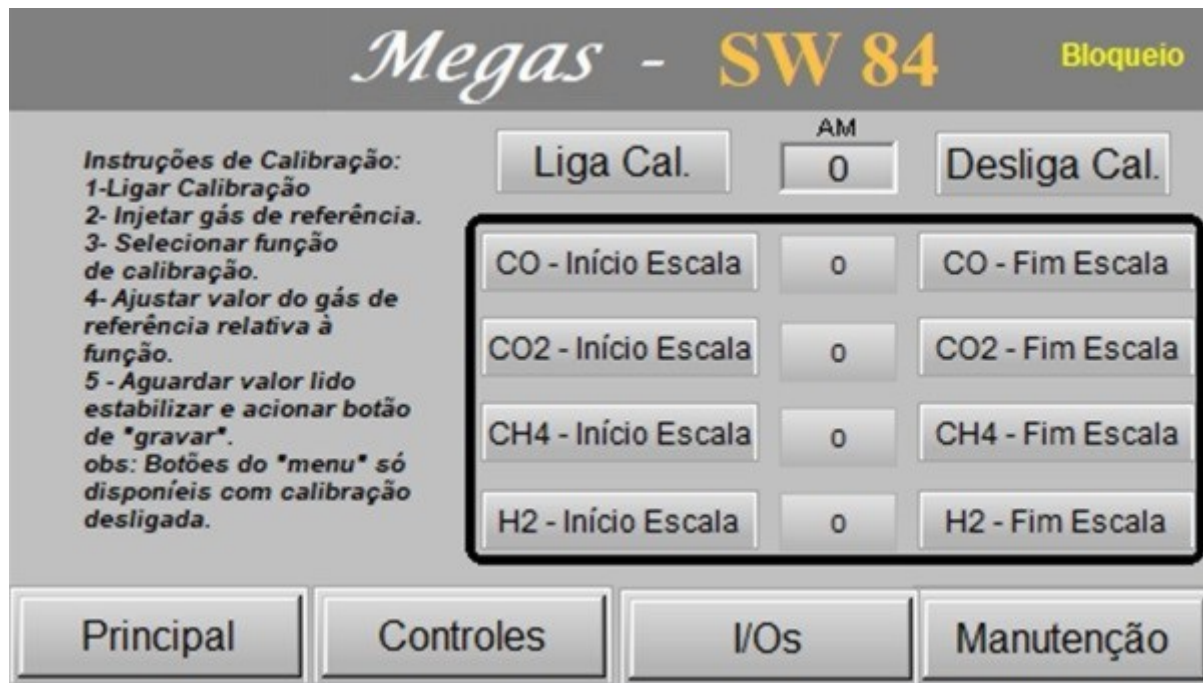 Megas - SW 84
Bloqueio
Instruções de Calibração:
1-Ligar Calibração
2- Injetar gás de referência.
3- Selecionar função
de calibração.
4- Ajustar valor do gás de
referência relativa à
função.
5 - Aguardar valor lido
estabilizar e acionar botão
de "gravar".
obs: Botões do "menu" só
disponíeis com calibração
desligada.
Liga Cal.
AM
0
Desliga Cal.
CO - Início Escala
0
CO - Fim Escala
CO2 - Início Escala
0
CO2 - Fim Escala
CH4 - Início Escala
0
CH4 - Fim Escala
H2 - Início Escala
0
H2 - Fim Escala
Principal
Controles
I/Os
Manutenção